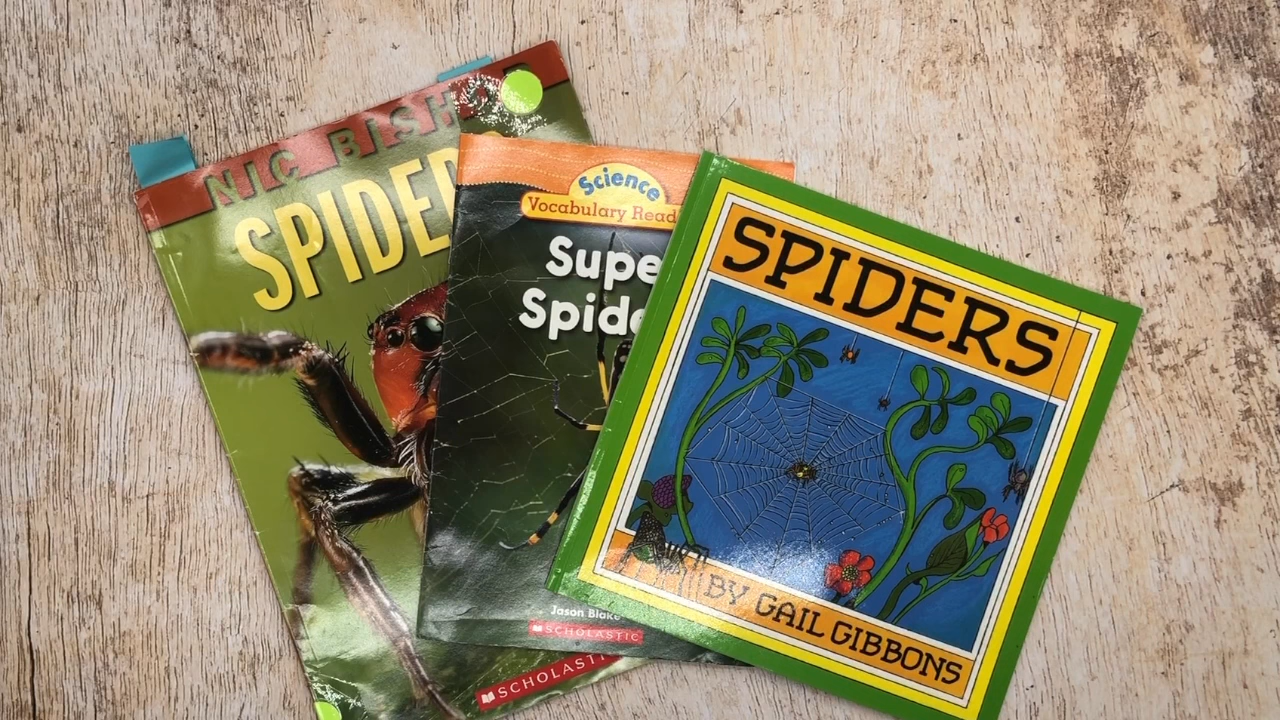 NIC BISHOP
SPIDER
SCHOLASTIC
Science
Vocabulary Read
Supe
Spide
Jason Blake
SCHOLASTIC
SPIDERS
BY GAIL GIBBONS